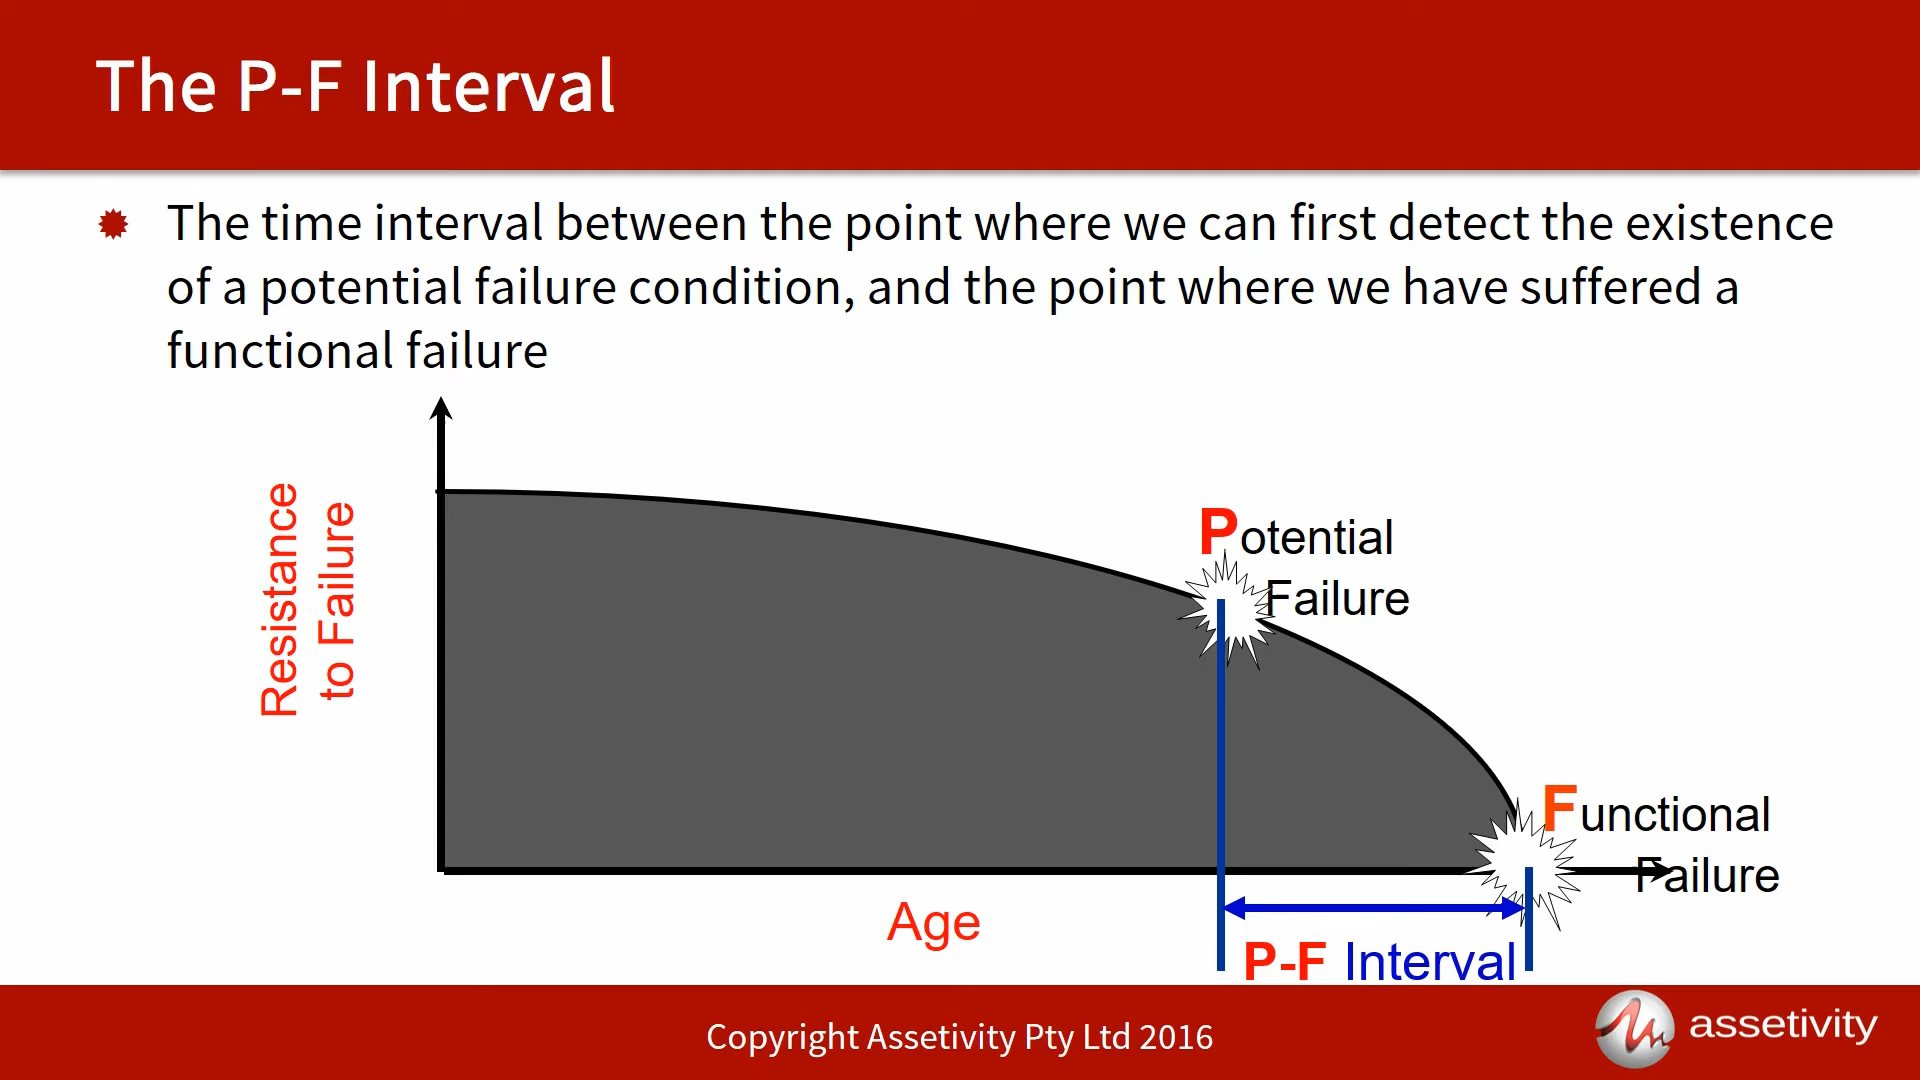 The P-F Interval
The time interval between the point where we can first detect the existence
of a potential failure condition, and the point where we have suffered a
functional failure
Resistance
to Failure
Potential
Failure
Functional
Failure
Age
P-F Interval
Copyright Assetivity Pty Ltd 2016
assetivity